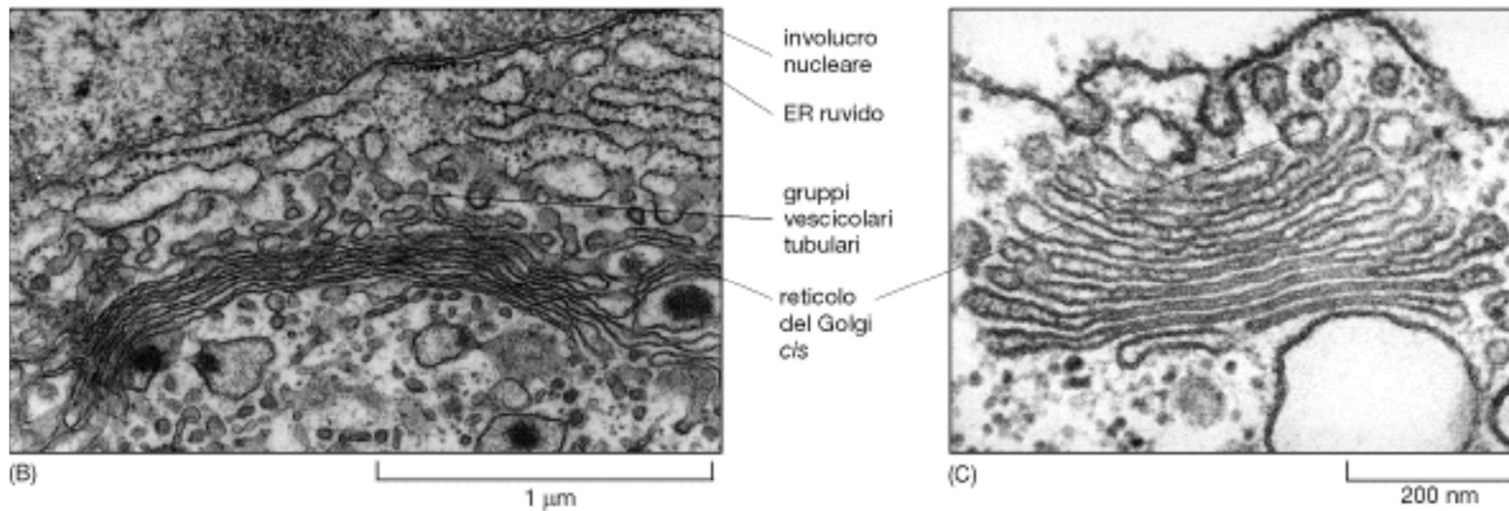 involucro
nucleare
ER ruvido
gruppi
vescicolari
tubulari
reticolo
del Golgi
cis
(B)
1 μm
(C)
200 nm